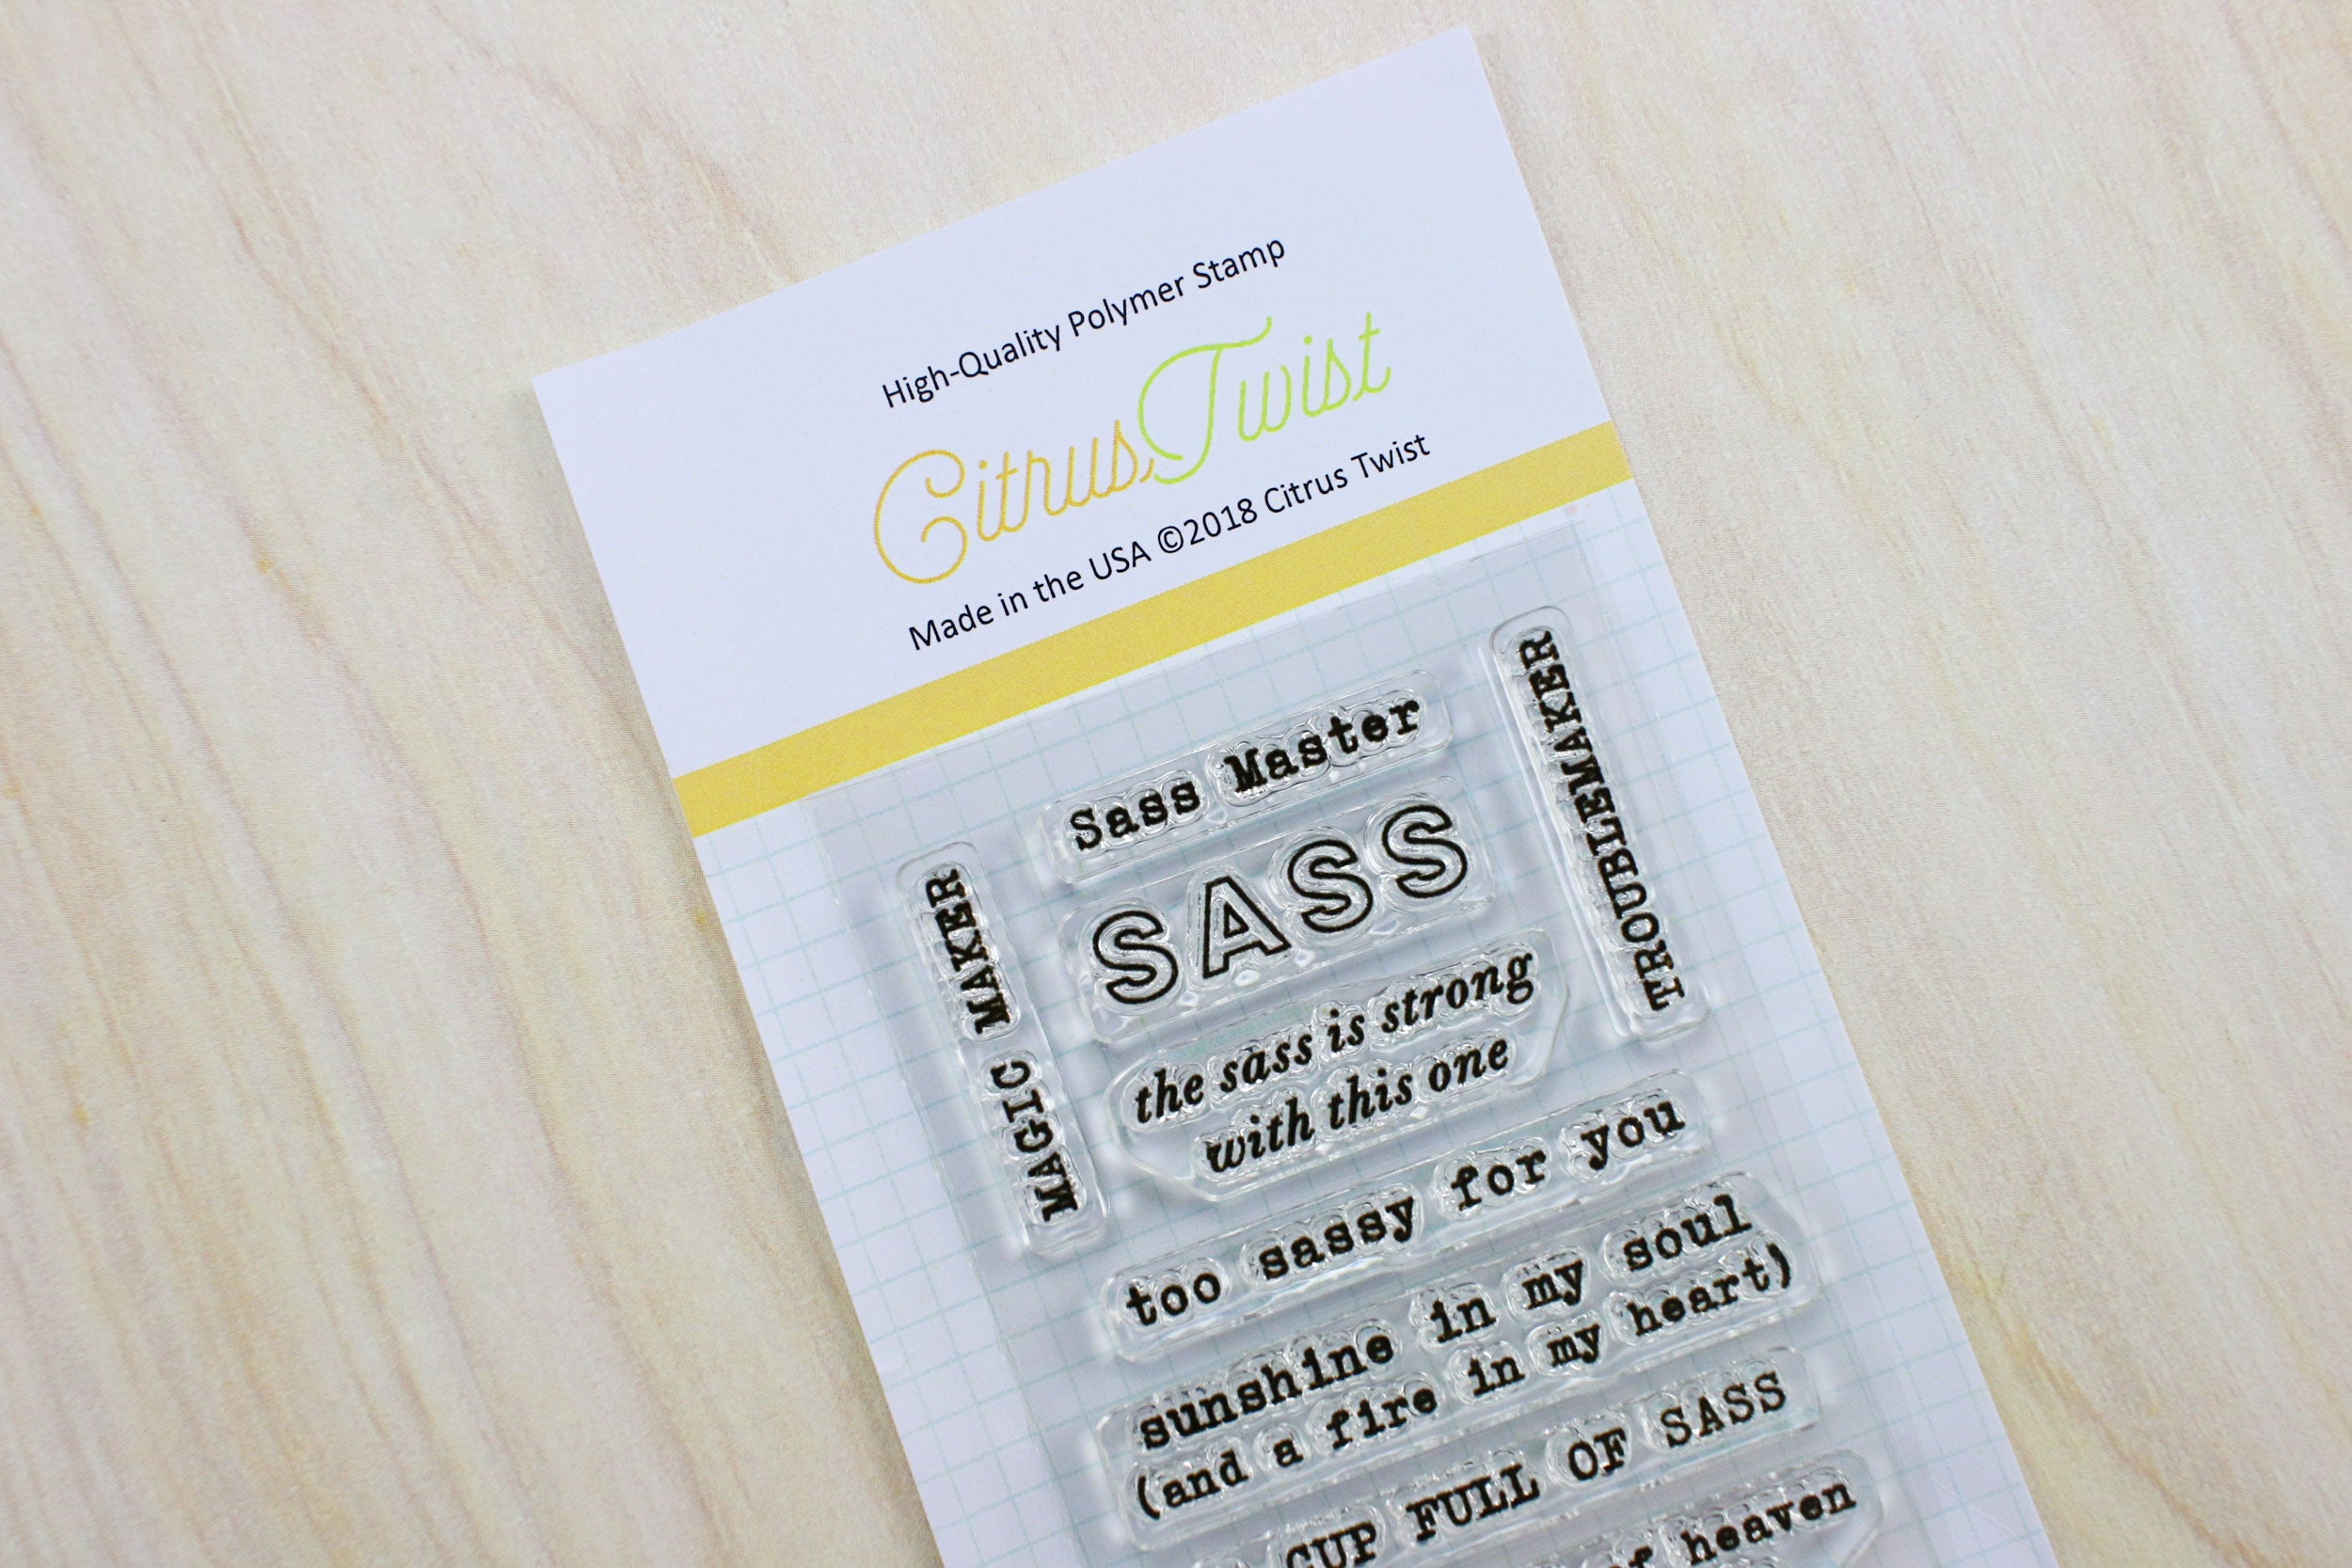 High-Quality Polymer Stamp
Citrus Twist
Made in the USA ©2018 Citrus Twist
Sass Master
TROUBLEMAKER
MAGIC MAKER
SASS
the sass is strong
with this one
too sassy for you
sunshine in my soul
(and a fire in my heart)
CUP FULL OF SASS
heaven